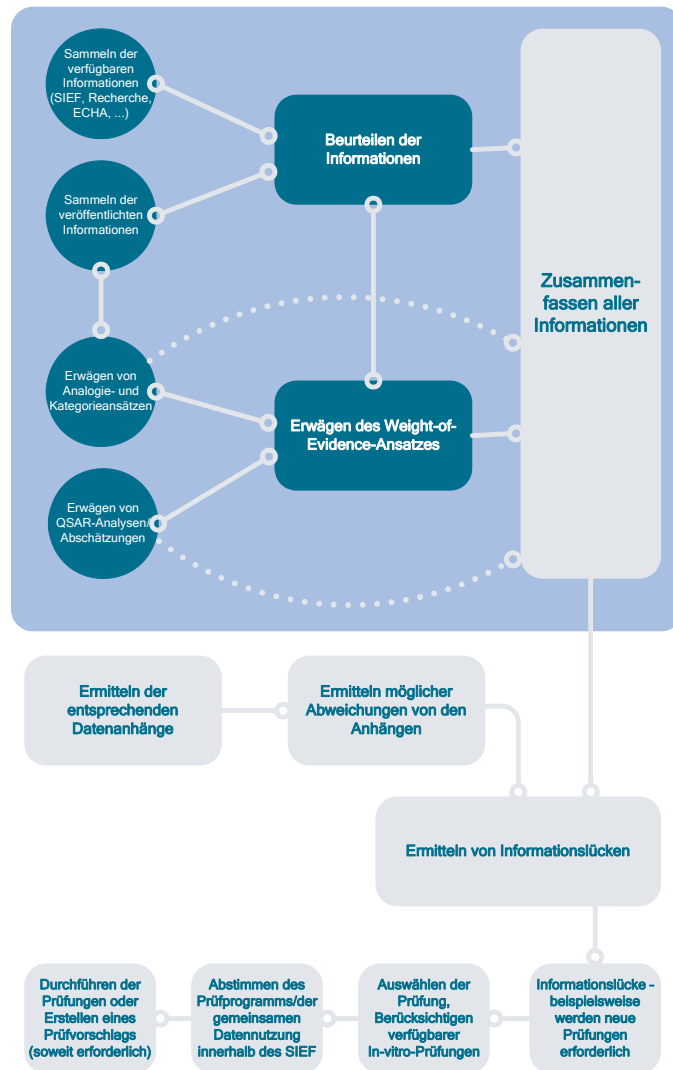 Sammeln der
verfügbaren
Informationen
(SIEF, Recherche,
ECHA, ...)
Beurteilen der
Informationen
Sammeln der
veröffentlichten
Informationen
Zusammen-
fassen aller
Informationen
Erwägen von
Analogie- und
Kategorieansätzen
Erwägen des Weight-of-
Evidence-Ansatzes
Erwägen von
QSAR-Analysen/
Abschätzungen
Ermitteln der
entsprechenden
Datenanhänge
Ermitteln möglicher
Abweichungen von den
Anhängen
Ermitteln von Informationslücken
Durchführen der
Prüfungen oder
Erstellen eines
Prüfvorschlags
(soweit erforderlich)
Abstimmen des
Prüfprogramms/der
gemeinsamen
Datennutzung
innerhalb des SIEF
Auswählen der
Prüfung,
Berücksichtigen
verfügbarer
In-vitro-Prüfungen
Informationslücke -
beispielsweise
werden neue
Prüfungen
erforderlich